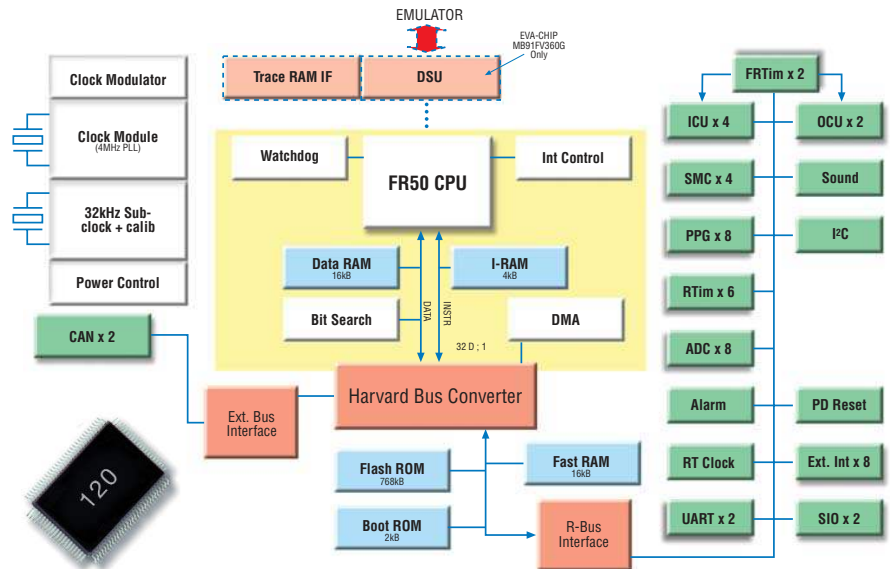 EMULATOR
EVA-CHIP
MB91FV360G
Only
Trace RAM IF
DSU
Clock Modulator
Clock Module
(4MHz PLL)
32kHz Sub-
clock + calib
Power Control
CAN x 2
Watchdog
FR50 CPU
Int Control
Data RAM
16kB
I-RAM
4kB
Bit Search
DATA
INSTR
DMA
32 D ; 1
Harvard Bus Converter
Ext. Bus
Interface
Flash ROM
768kB
Fast RAM
16kB
Boot ROM
2kB
R-Bus
Interface
120
FRTim x 2
ICU x 4
OCU x 2
SMC x 4
Sound
PPG x 8
I²C
RTim x 6
ADC x 8
Alarm
PD Reset
RT Clock
Ext. Int x 8
UART x 2
SIO x 2